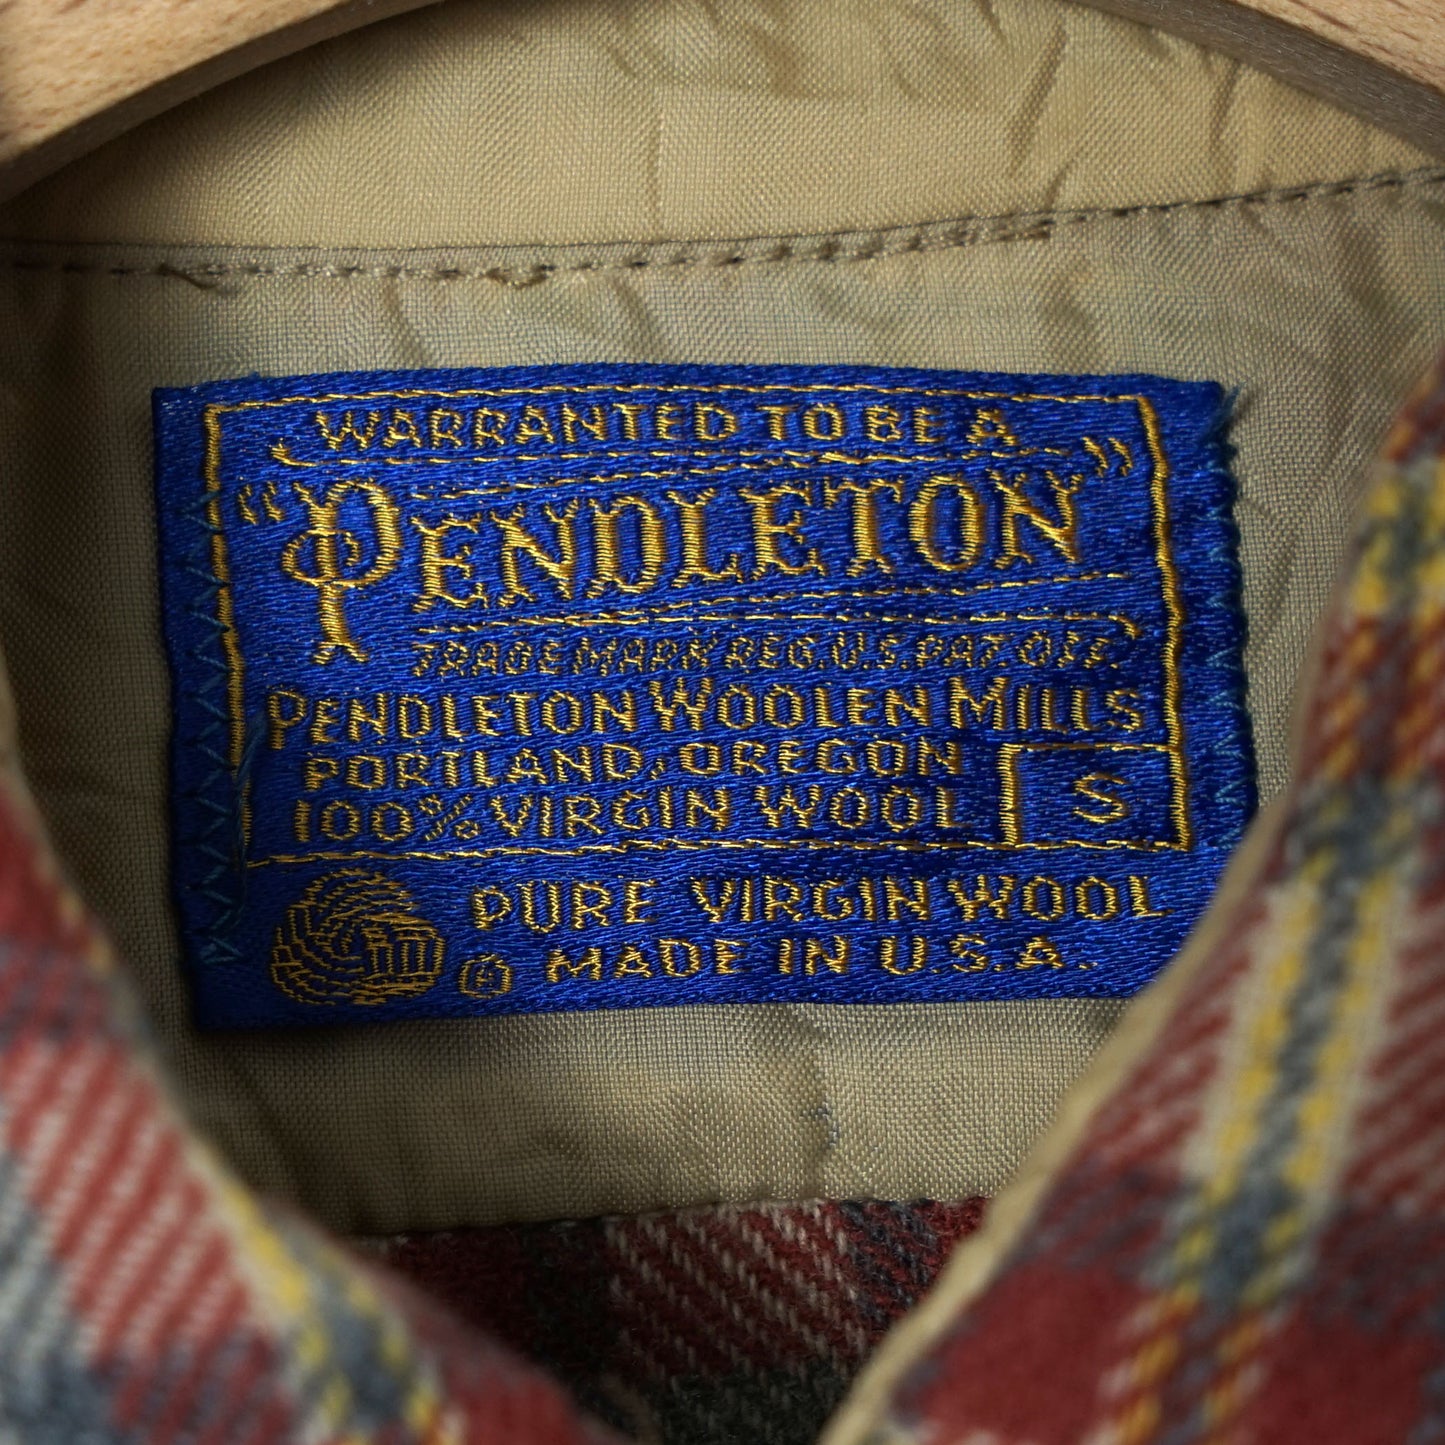 WARRANTED TO BE A
"PENDLETON"
TRADE MARK REG. U.S. PAT. OFF.
PENDLETON WOOLEN MILLS
PORTLAND, OREGON
100% VIRGIN WOOL
S
PURE VIRGIN WOOL
® MADE IN U.S.A.